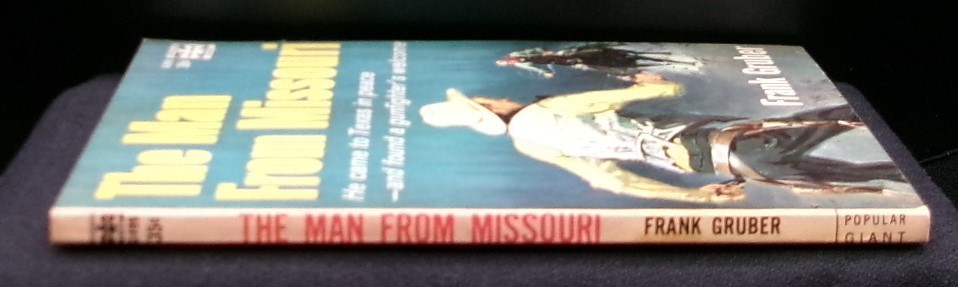 The Man
From Missouri
He came to Texas in peace
—and found a gunfighter's welcome
Frank Gruber
35¢
THE MAN FROM MISSOURI
FRANK GRUBER
POPULAR
GIANT